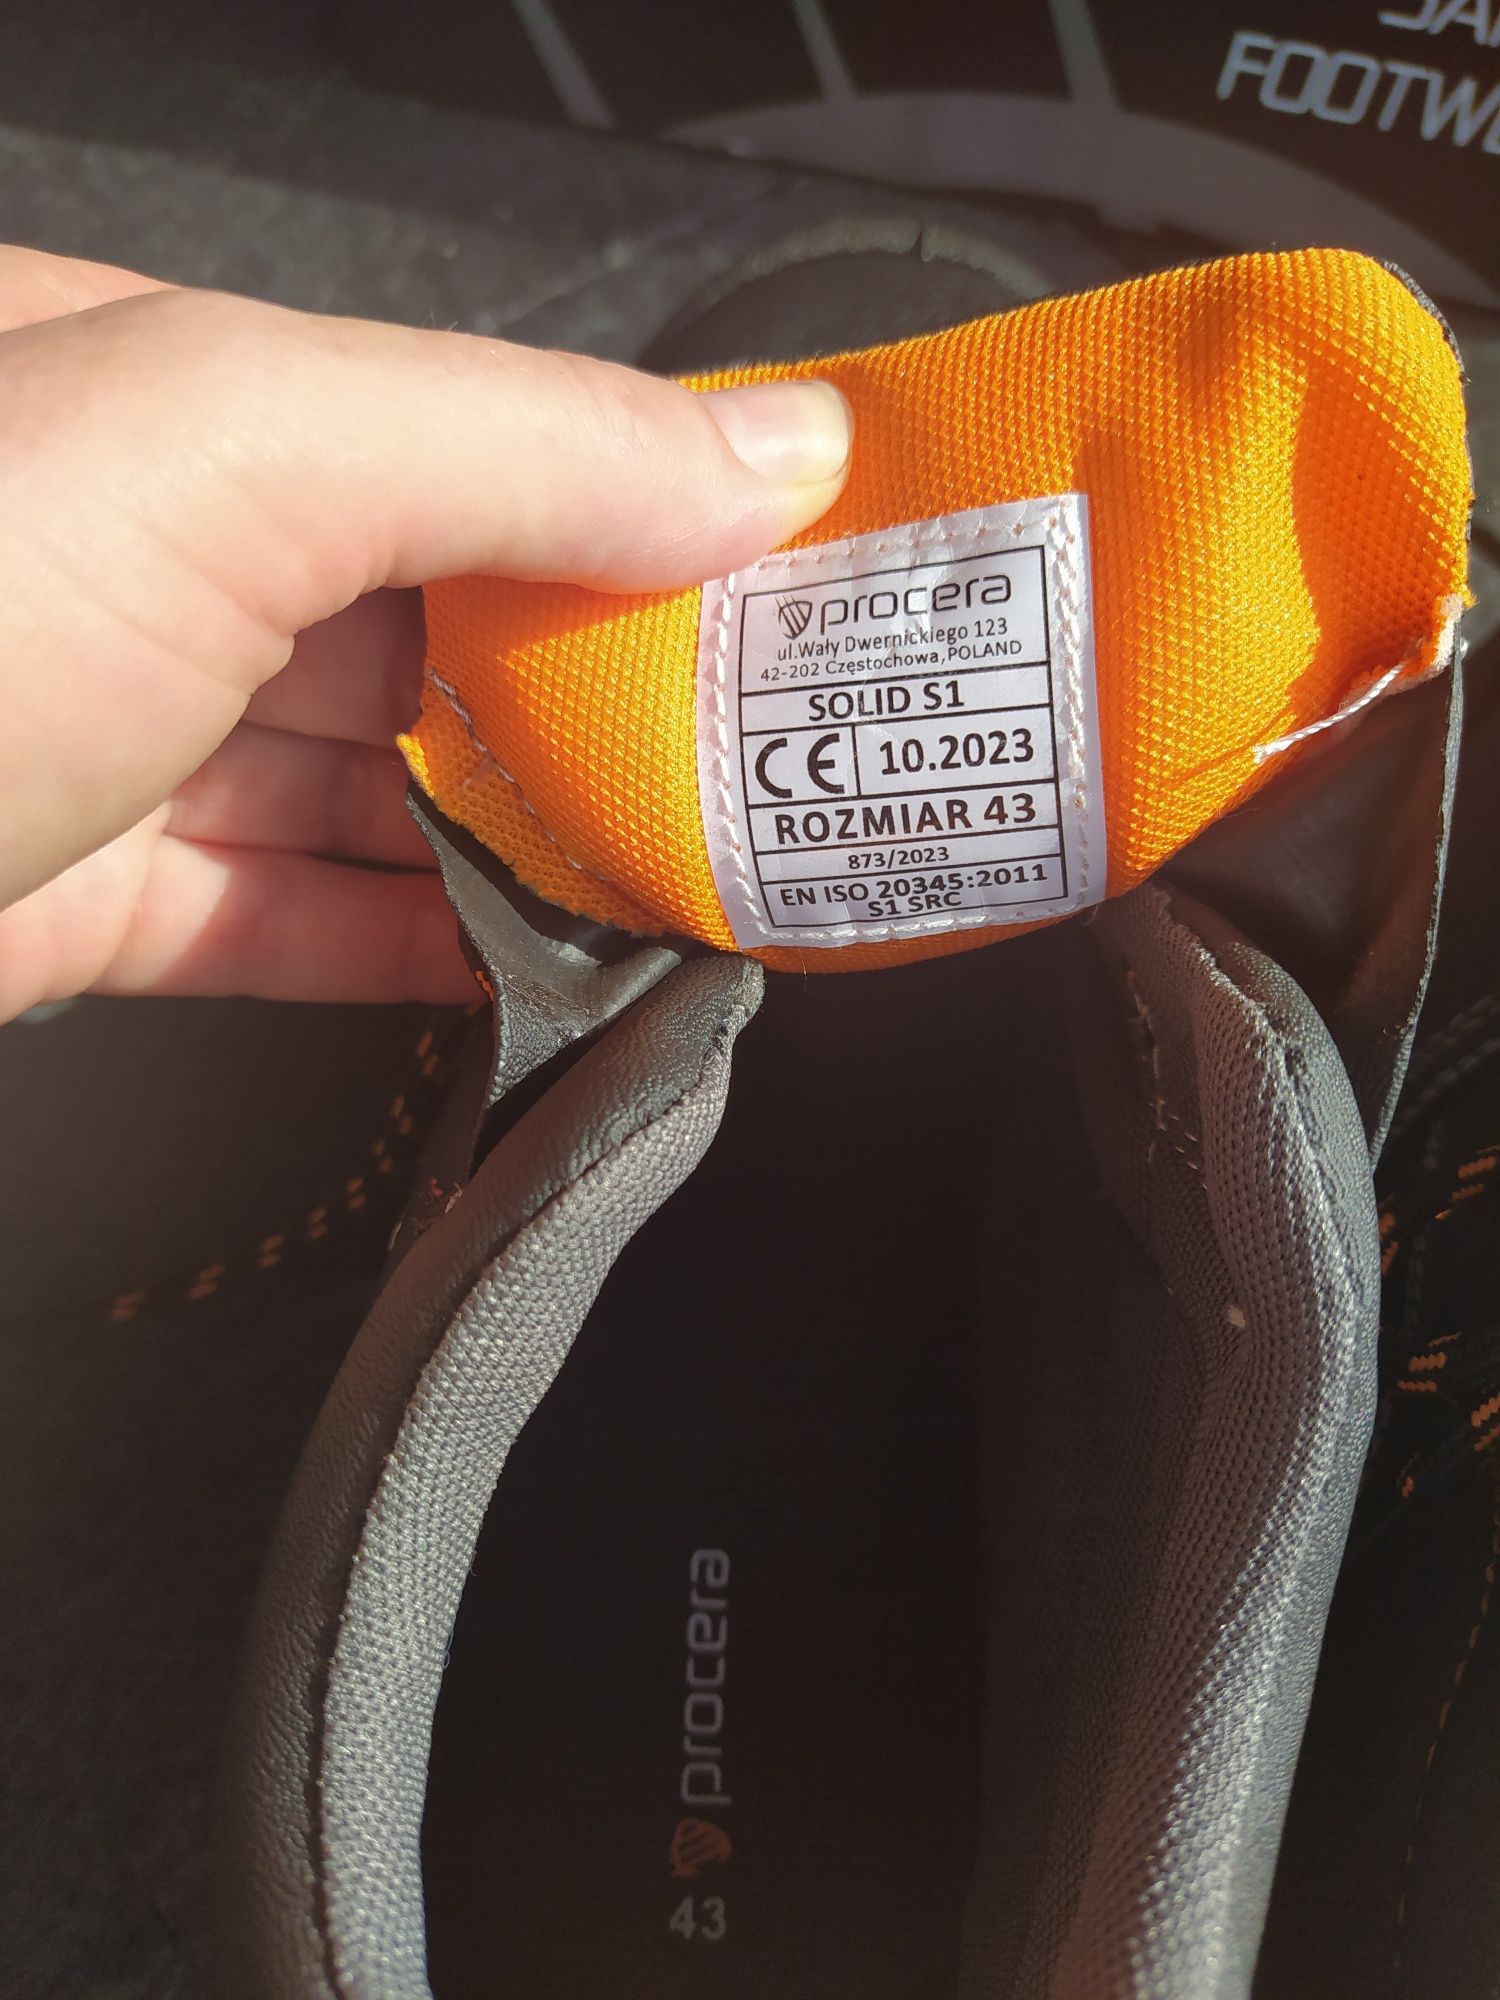 FOOTW
procera
ul.Wały Dwernickiego 123
42-202 Częstochowa,POLAND
SOLID S1
CE 10.2023
ROZMIAR 43
873/2023
EN ISO 20345:2011
S1 SRC
procera
43